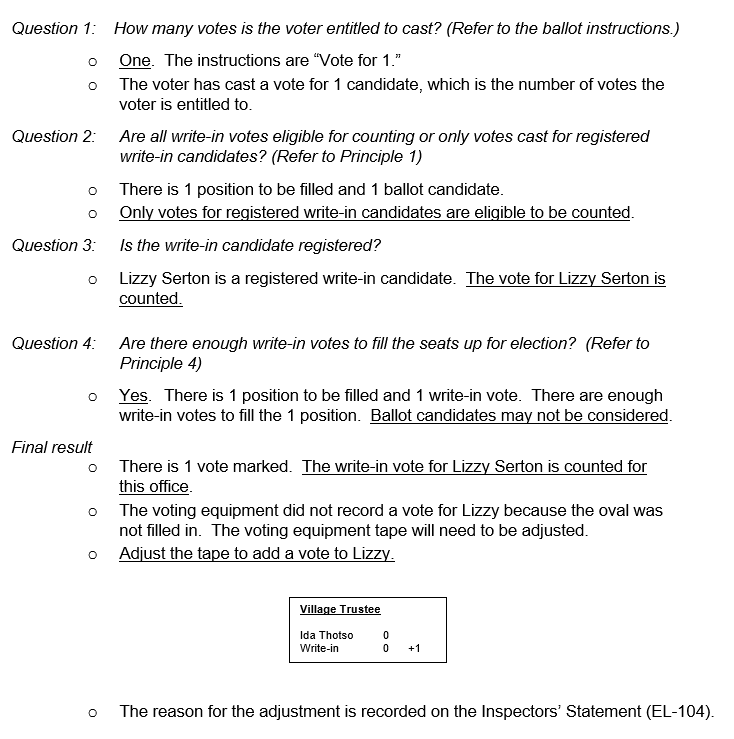 Question 1: How many votes is the voter entitled to cast? (Refer to the ballot instructions.)
o One. The instructions are “Vote for 1.”
o The voter has cast a vote for 1 candidate, which is the number of votes the
voter is entitled to.
Question 2: Are all write-in votes eligible for counting or only votes cast for registered
write-in candidates? (Refer to Principle 1)
o There is 1 position to be filled and 1 ballot candidate.
o Only votes for registered write-in candidates are eligible to be counted.
Question 3: Is the write-in candidate registered?
o Lizzy Serton is a registered write-in candidate. The vote for Lizzy Serton is
counted.
Question 4: Are there enough write-in votes to fill the seats up for election? (Refer to
Principle 4)
o Yes. There is 1 position to be filled and 1 write-in vote. There are enough
write-in votes to fill the 1 position. Ballot candidates may not be considered.
Final result
o There is 1 vote marked. The write-in vote for Lizzy Serton is counted for
this office.
o The voting equipment did not record a vote for Lizzy because the oval was
not filled in. The voting equipment tape will need to be adjusted.
o Adjust the tape to add a vote to Lizzy.
Village Trustee
Ida Thotso 0
Write-in 0 +1
o The reason for the adjustment is recorded on the Inspectors’ Statement (EL-104).